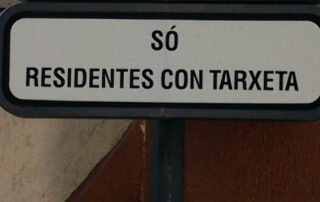 SÓ
RESIDENTES CON TARXETA